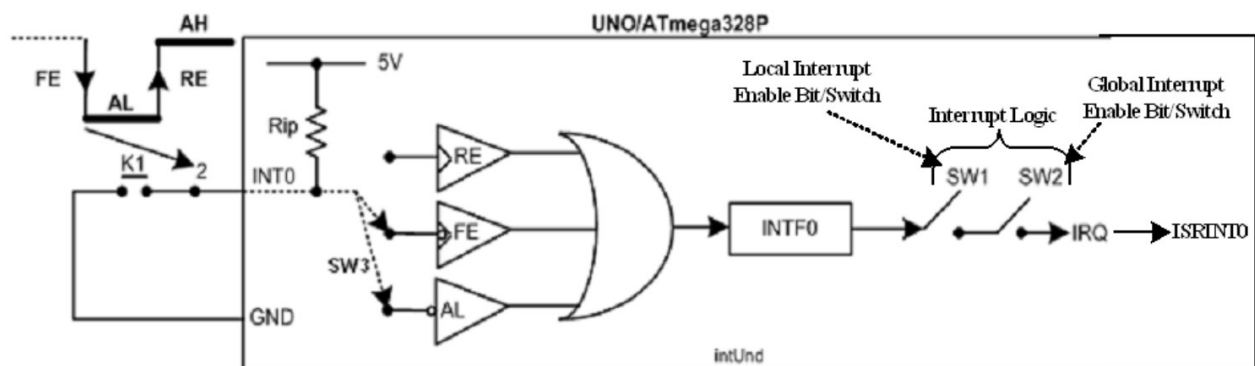 UNO/ATmega328P
AH
FE
RE
AL
5V
Rip
K1
2
INT0
GND
RE
FE
AL
SW3
INTF0
Local Interrupt
Enable Bit/Switch
Interrupt Logic
Global Interrupt
Enable Bit/Switch
SW1
SW2
IRQ
ISRINT0
intUnd